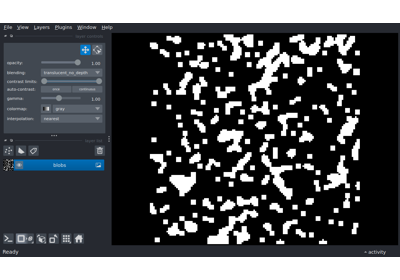 File View Layers Plugins Window Help
opacity: 1.00
blending: translucent_no_depth
contrast limits:
auto-contrast: once continuous
gamma: 1.00
colormap: gray
interpolation: nearest
blobs
Ready
activity